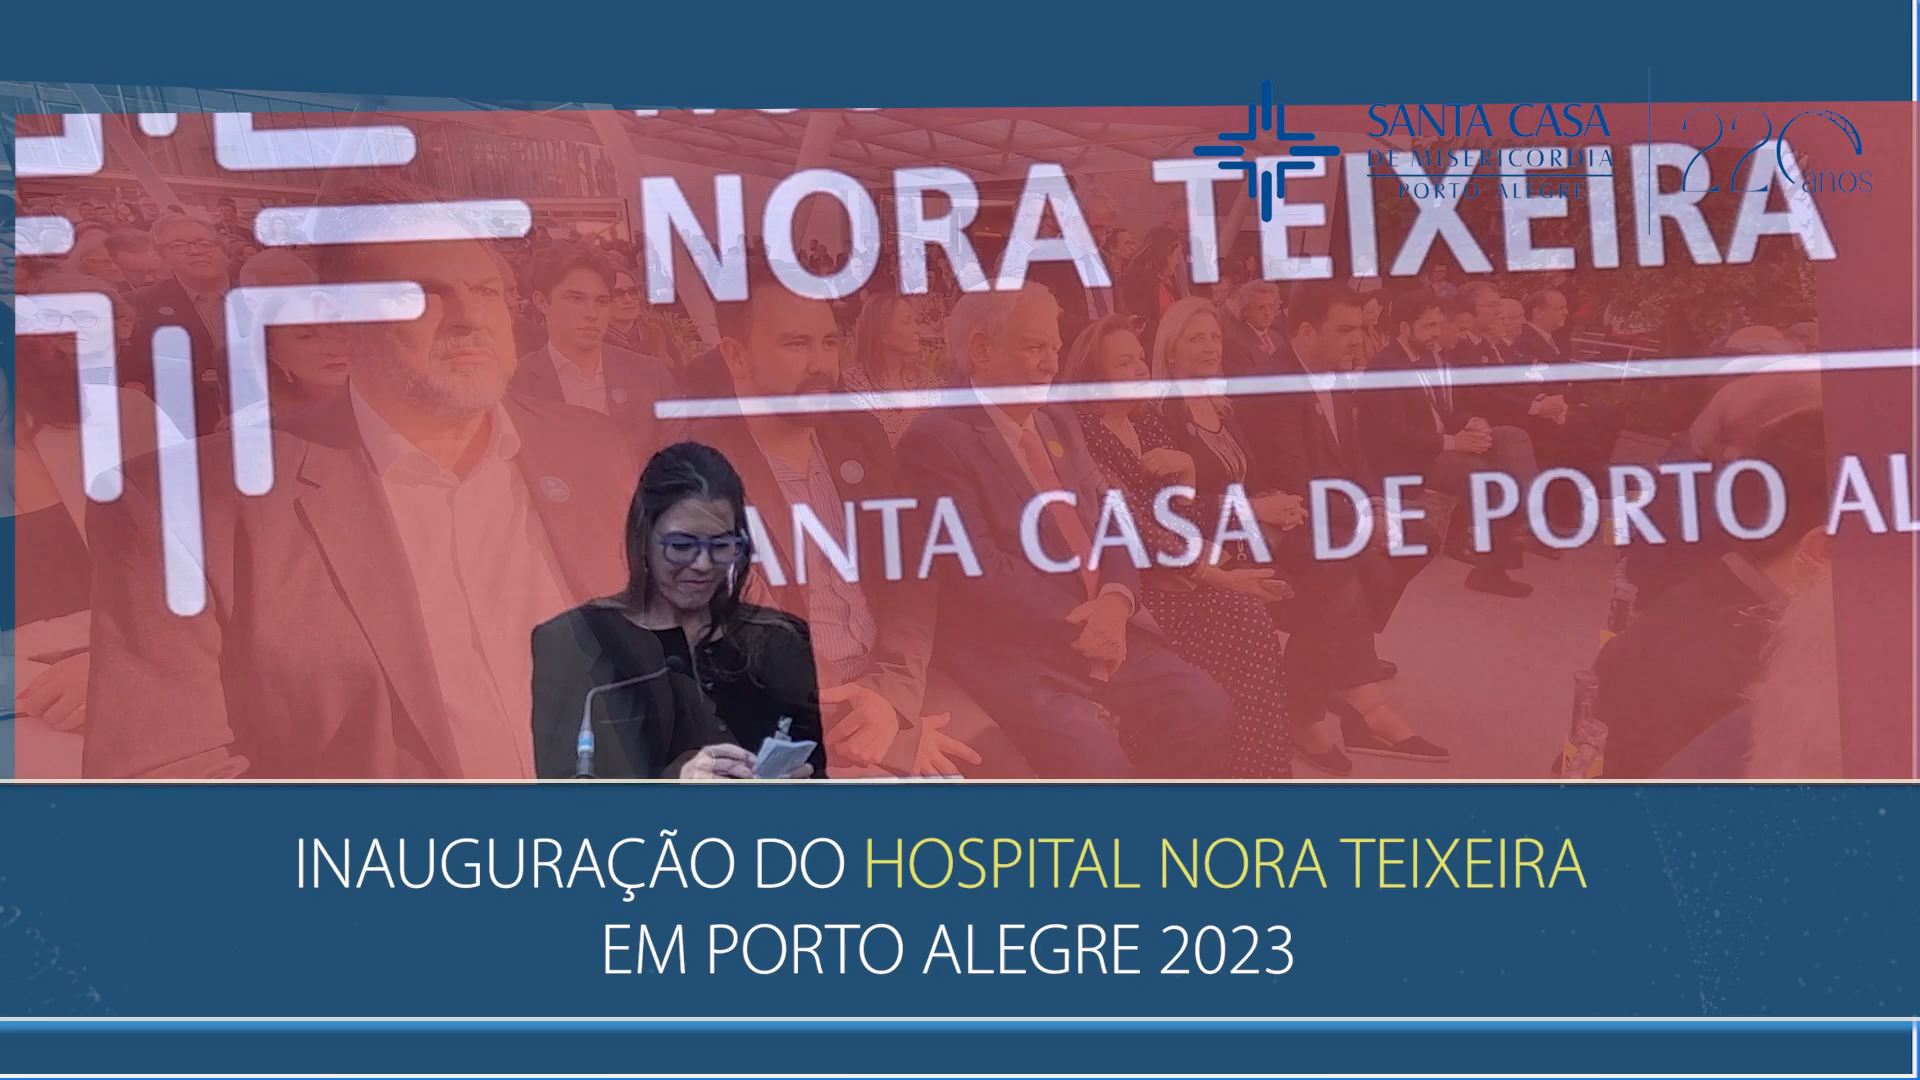 SANTA CASA
DE MISERICÓRDIA
PORTO ALEGRE
220
anos
NORA TEIXEIRA
ANTA CASA DE PORTO AL
INAUGURAÇÃO DO HOSPITAL NORA TEIXEIRA
EM PORTO ALEGRE 2023